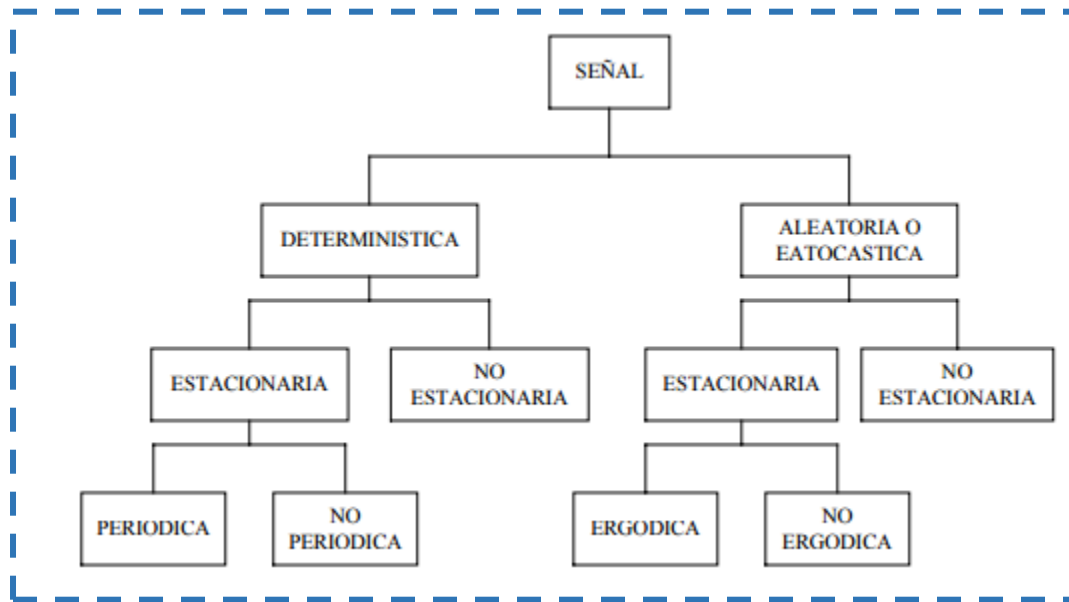 SEÑAL
DETERMINISTICA
ALEATORIA O
EATOCASTICA
ESTACIONARIA
NO
ESTACIONARIA
ESTACIONARIA
NO
ESTACIONARIA
PERIODICA
NO
PERIODICA
ERGODICA
NO
ERGODICA